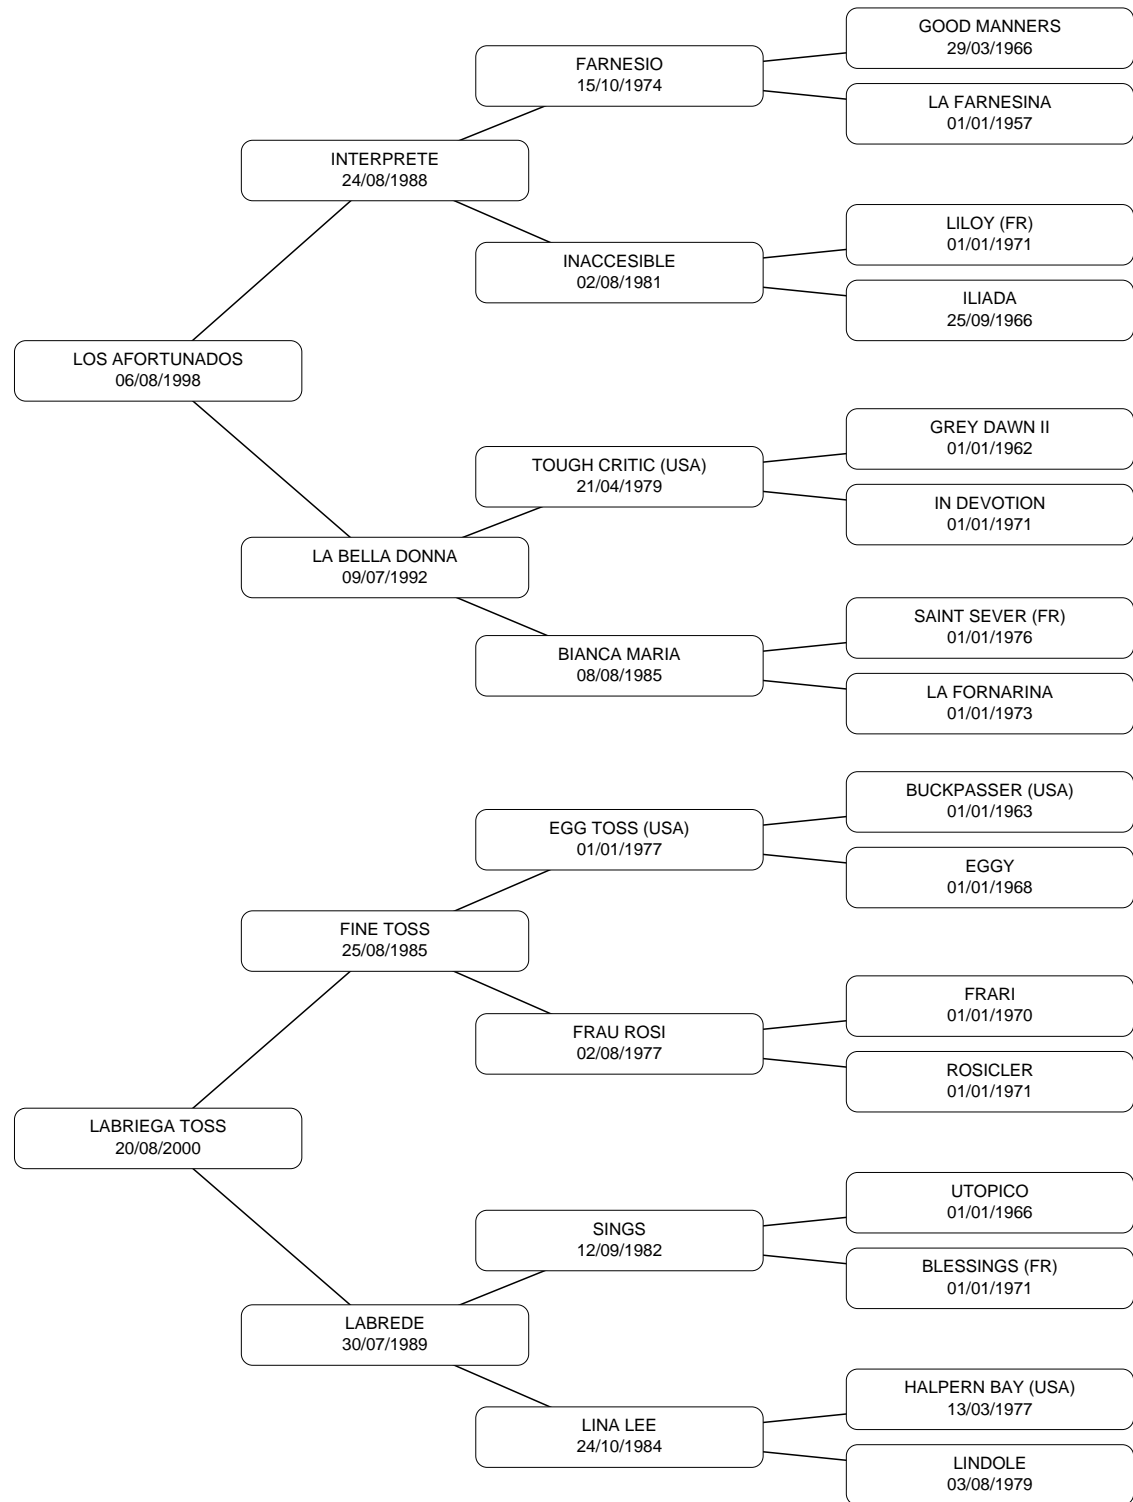 GOOD MANNERS
29/03/1966
FARNESIO
15/10/1974
LA FARNESINA
01/01/1957
INTERPRETE
24/08/1988
LILOY (FR)
01/01/1971
INACCESIBLE
02/08/1981
ILIADA
25/09/1966
LOS AFORTUNADOS
06/08/1998
GREY DAWN II
01/01/1962
TOUGH CRITIC (USA)
21/04/1979
IN DEVOTION
01/01/1971
LA BELLA DONNA
09/07/1992
SAINT SEVER (FR)
01/01/1976
BIANCA MARIA
08/08/1985
LA FORNARINA
01/01/1973
BUCKPASSER (USA)
01/01/1963
EGG TOSS (USA)
01/01/1977
EGGY
01/01/1968
FINE TOSS
25/08/1985
FRARI
01/01/1970
FRAU ROSI
02/08/1977
ROSICLER
01/01/1971
LABRIEGA TOSS
20/08/2000
UTOPICO
01/01/1966
SINGS
12/09/1982
BLESSINGS (FR)
01/01/1971
LABREDE
30/07/1989
HALPERN BAY (USA)
13/03/1977
LINA LEE
24/10/1984
LINDOLE
03/08/1979